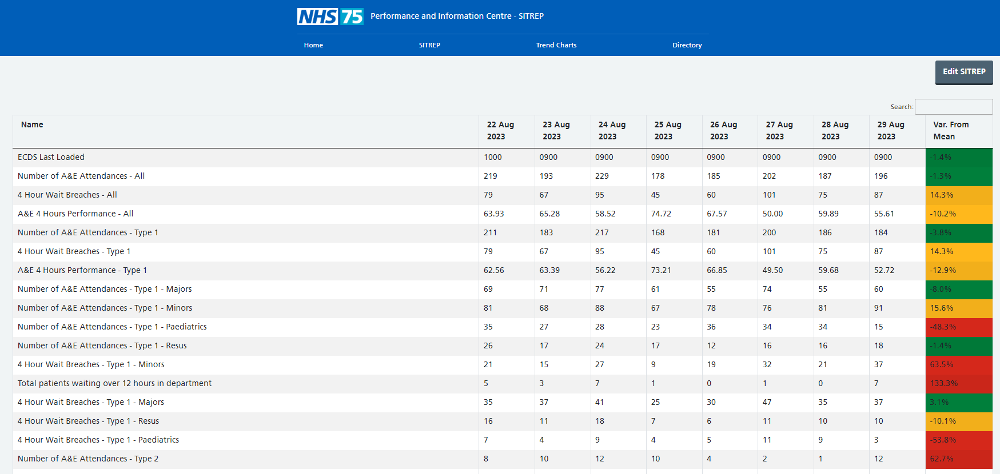 NHS 75 Performance and Information Centre - SITREP
Home SITREP Trend Charts Directory
Edit SITREP
Search:
Name 22 Aug 2023 23 Aug 2023 24 Aug 2023 25 Aug 2023 26 Aug 2023 27 Aug 2023 28 Aug 2023 29 Aug 2023 Var. From Mean
ECDS Last Loaded 1000 0900 0900 0900 0900 0900 0900 0900 -1.4%
Number of A&E Attendances - All 219 193 229 178 185 202 187 196 -1.3%
4 Hour Wait Breaches - All 79 67 95 45 60 101 75 87 14.3%
A&E 4 Hours Performance - All 63.93 65.28 58.52 74.72 67.57 50.00 59.89 55.61 -10.2%
Number of A&E Attendances - Type 1 211 183 217 168 181 200 186 184 -3.8%
4 Hour Wait Breaches - Type 1 79 67 95 45 60 101 75 87 14.3%
A&E 4 Hours Performance - Type 1 62.56 63.39 56.22 73.21 66.85 49.50 59.68 52.72 -12.9%
Number of A&E Attendances - Type 1 - Majors 69 71 77 61 55 74 55 60 -8.0%
Number of A&E Attendances - Type 1 - Minors 81 68 88 67 78 76 81 91 15.6%
Number of A&E Attendances - Type 1 - Paediatrics 35 27 28 23 36 34 34 15 -48.3%
Number of A&E Attendances - Type 1 - Resus 26 17 24 17 12 16 16 18 -1.4%
4 Hour Wait Breaches - Type 1 - Minors 21 15 27 9 19 32 21 37 63.5%
Total patients waiting over 12 hours in department 5 3 7 1 0 1 0 7 133.3%
4 Hour Wait Breaches - Type 1 - Majors 35 37 41 25 30 47 35 37 3.1%
4 Hour Wait Breaches - Type 1 - Resus 16 11 18 7 6 11 10 10 -10.1%
4 Hour Wait Breaches - Type 1 - Paediatrics 7 4 9 4 5 11 9 3 -53.8%
Number of A&E Attendances - Type 2 8 10 12 10 4 2 1 12 62.7%